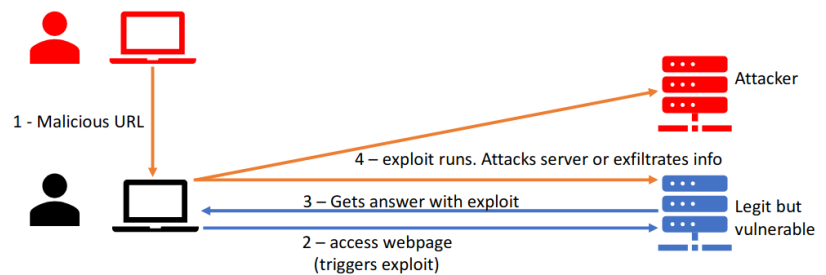 Attacker
1 - Malicious URL
4 – exploit runs. Attacks server or exfiltrates info
3 – Gets answer with exploit
Legit but
vulnerable
2 – access webpage
(triggers exploit)